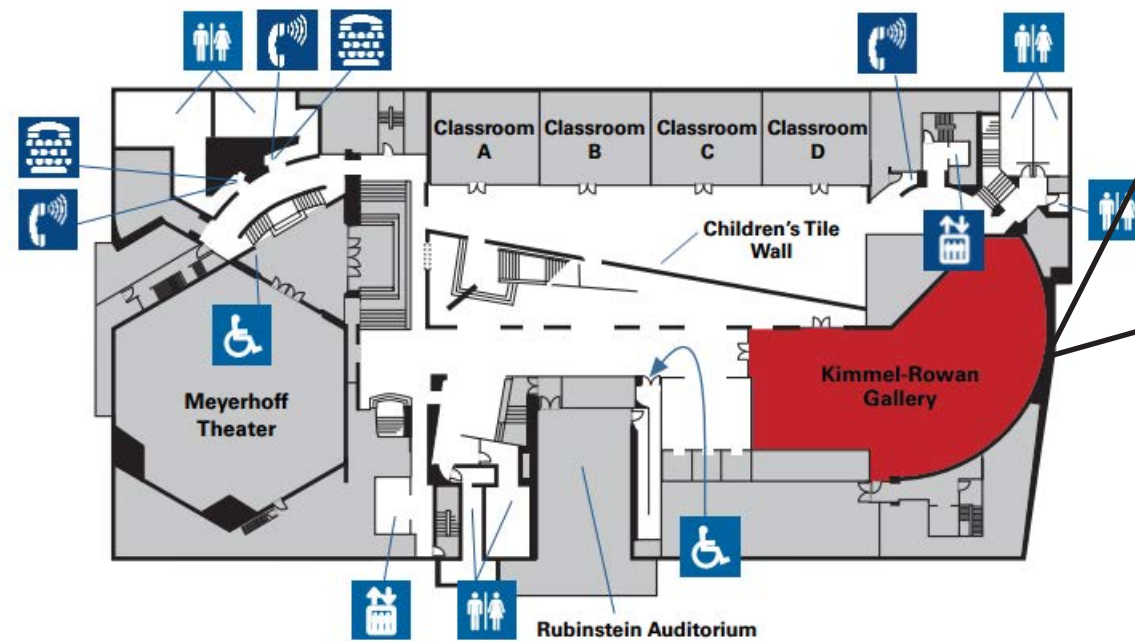 Classroom
A
Classroom
B
Classroom
C
Classroom
D
Children’s Tile
Wall
Meyerhoff
Theater
Kimmel-Rowan
Gallery
Rubinstein Auditorium